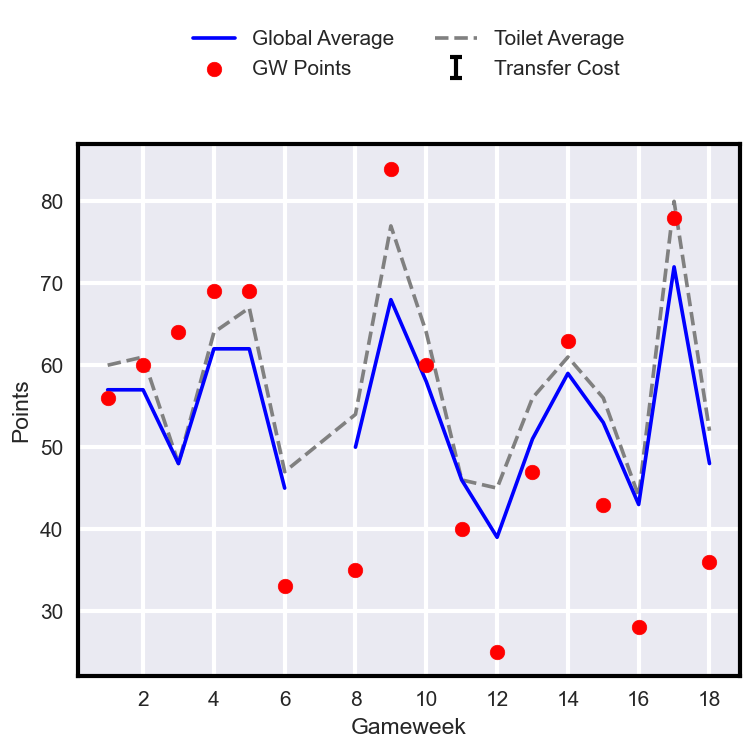 Global Average
Toilet Average
GW Points
Transfer Cost
80
70
60
50
40
30
Points
2 4 6 8 10 12 14 16 18
Gameweek